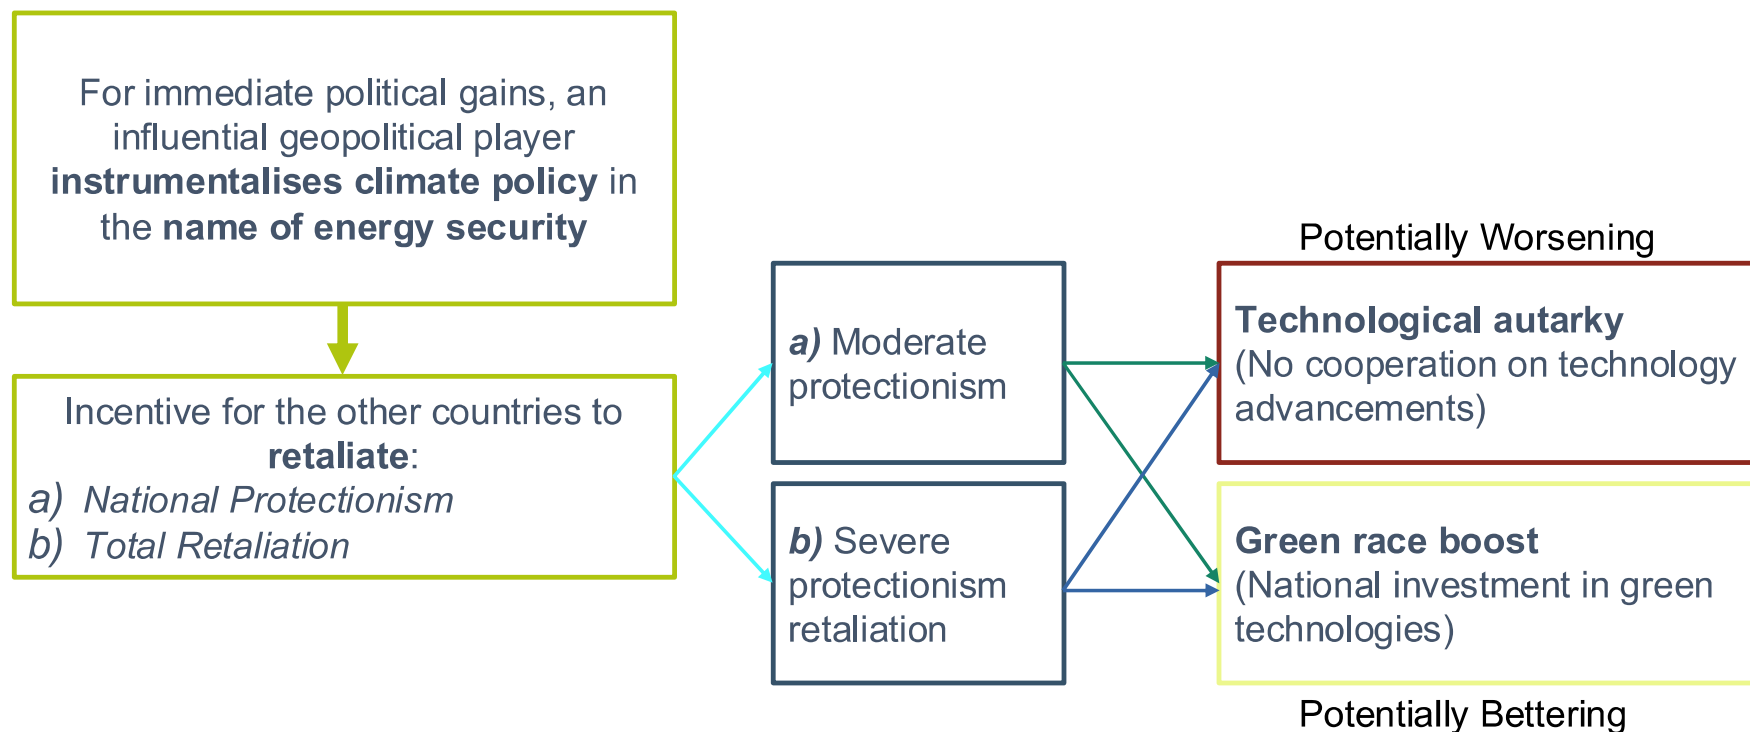 For immediate political gains, an
influential geopolitical player
instrumentalises climate policy in
the name of energy security
Incentive for the other countries to
retaliate:
a) National Protectionism
b) Total Retaliation
a) Moderate
protectionism
b) Severe
protectionism
retaliation
Potentially Worsening
Technological autarky
(No cooperation on technology
advancements)
Green race boost
(National investment in green
technologies)
Potentially Bettering